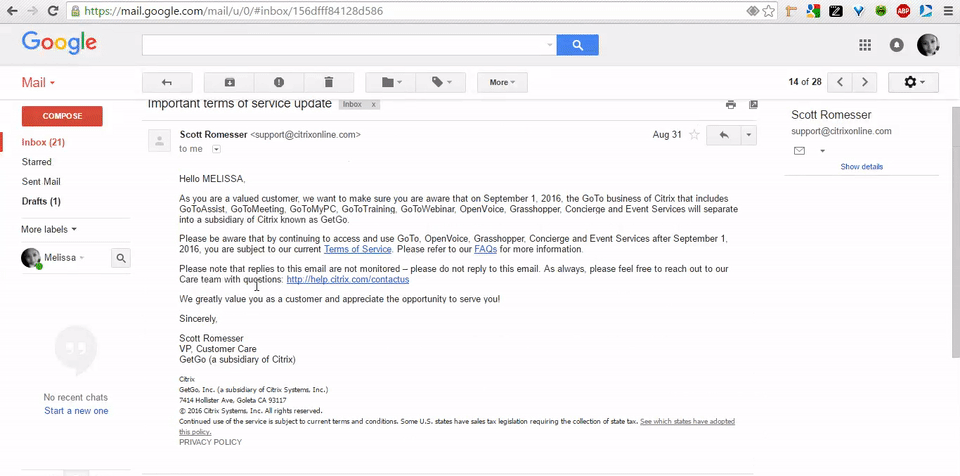 https://mail.google.com/mail/u/0/#inbox/156dfff84128d586
ABP
Google
Mail
More
14 of 28
COMPOSE
Inbox (21)
Starred
Sent Mail
Drafts (1)
More labels
Melissa
No recent chats
Start a new one
Important terms of service update Inbox x
Scott Romesser <support@citrixonline.com> Aug 31
to me
Hello MELISSA,
As you are a valued customer, we want to make sure you are aware that on September 1, 2016, the GoTo business of Citrix that includes
GoToAssist, GoToMeeting, GoToMyPC, GoToTraining, GoToWebinar, OpenVoice, Grasshopper, Concierge and Event Services will separate
into a subsidiary of Citrix known as GetGo.
Please be aware that by continuing to access and use GoTo, OpenVoice, Grasshopper, Concierge and Event Services after September 1,
2016, you are subject to our current Terms of Service. Please refer to our FAQs for more information.
Please note that replies to this email are not monitored – please do not reply to this email. As always, please feel free to reach out to our
Care team with questions: http://help.citrix.com/contactus
We greatly value you as a customer and appreciate the opportunity to serve you!
Sincerely,
Scott Romesser
VP, Customer Care
GetGo (a subsidiary of Citrix)
Citrix
GetGo, Inc. (a subsidiary of Citrix Systems, Inc.)
7414 Hollister Ave, Goleta CA 93117
© 2016 Citrix Systems, Inc. All rights reserved.
Continued use of the service is subject to current terms and conditions. Some U.S. states have sales tax legislation requiring the collection of state tax. See which states have adopted
this policy.
PRIVACY POLICY
Scott Romesser
support@citrixonline.com
Show details